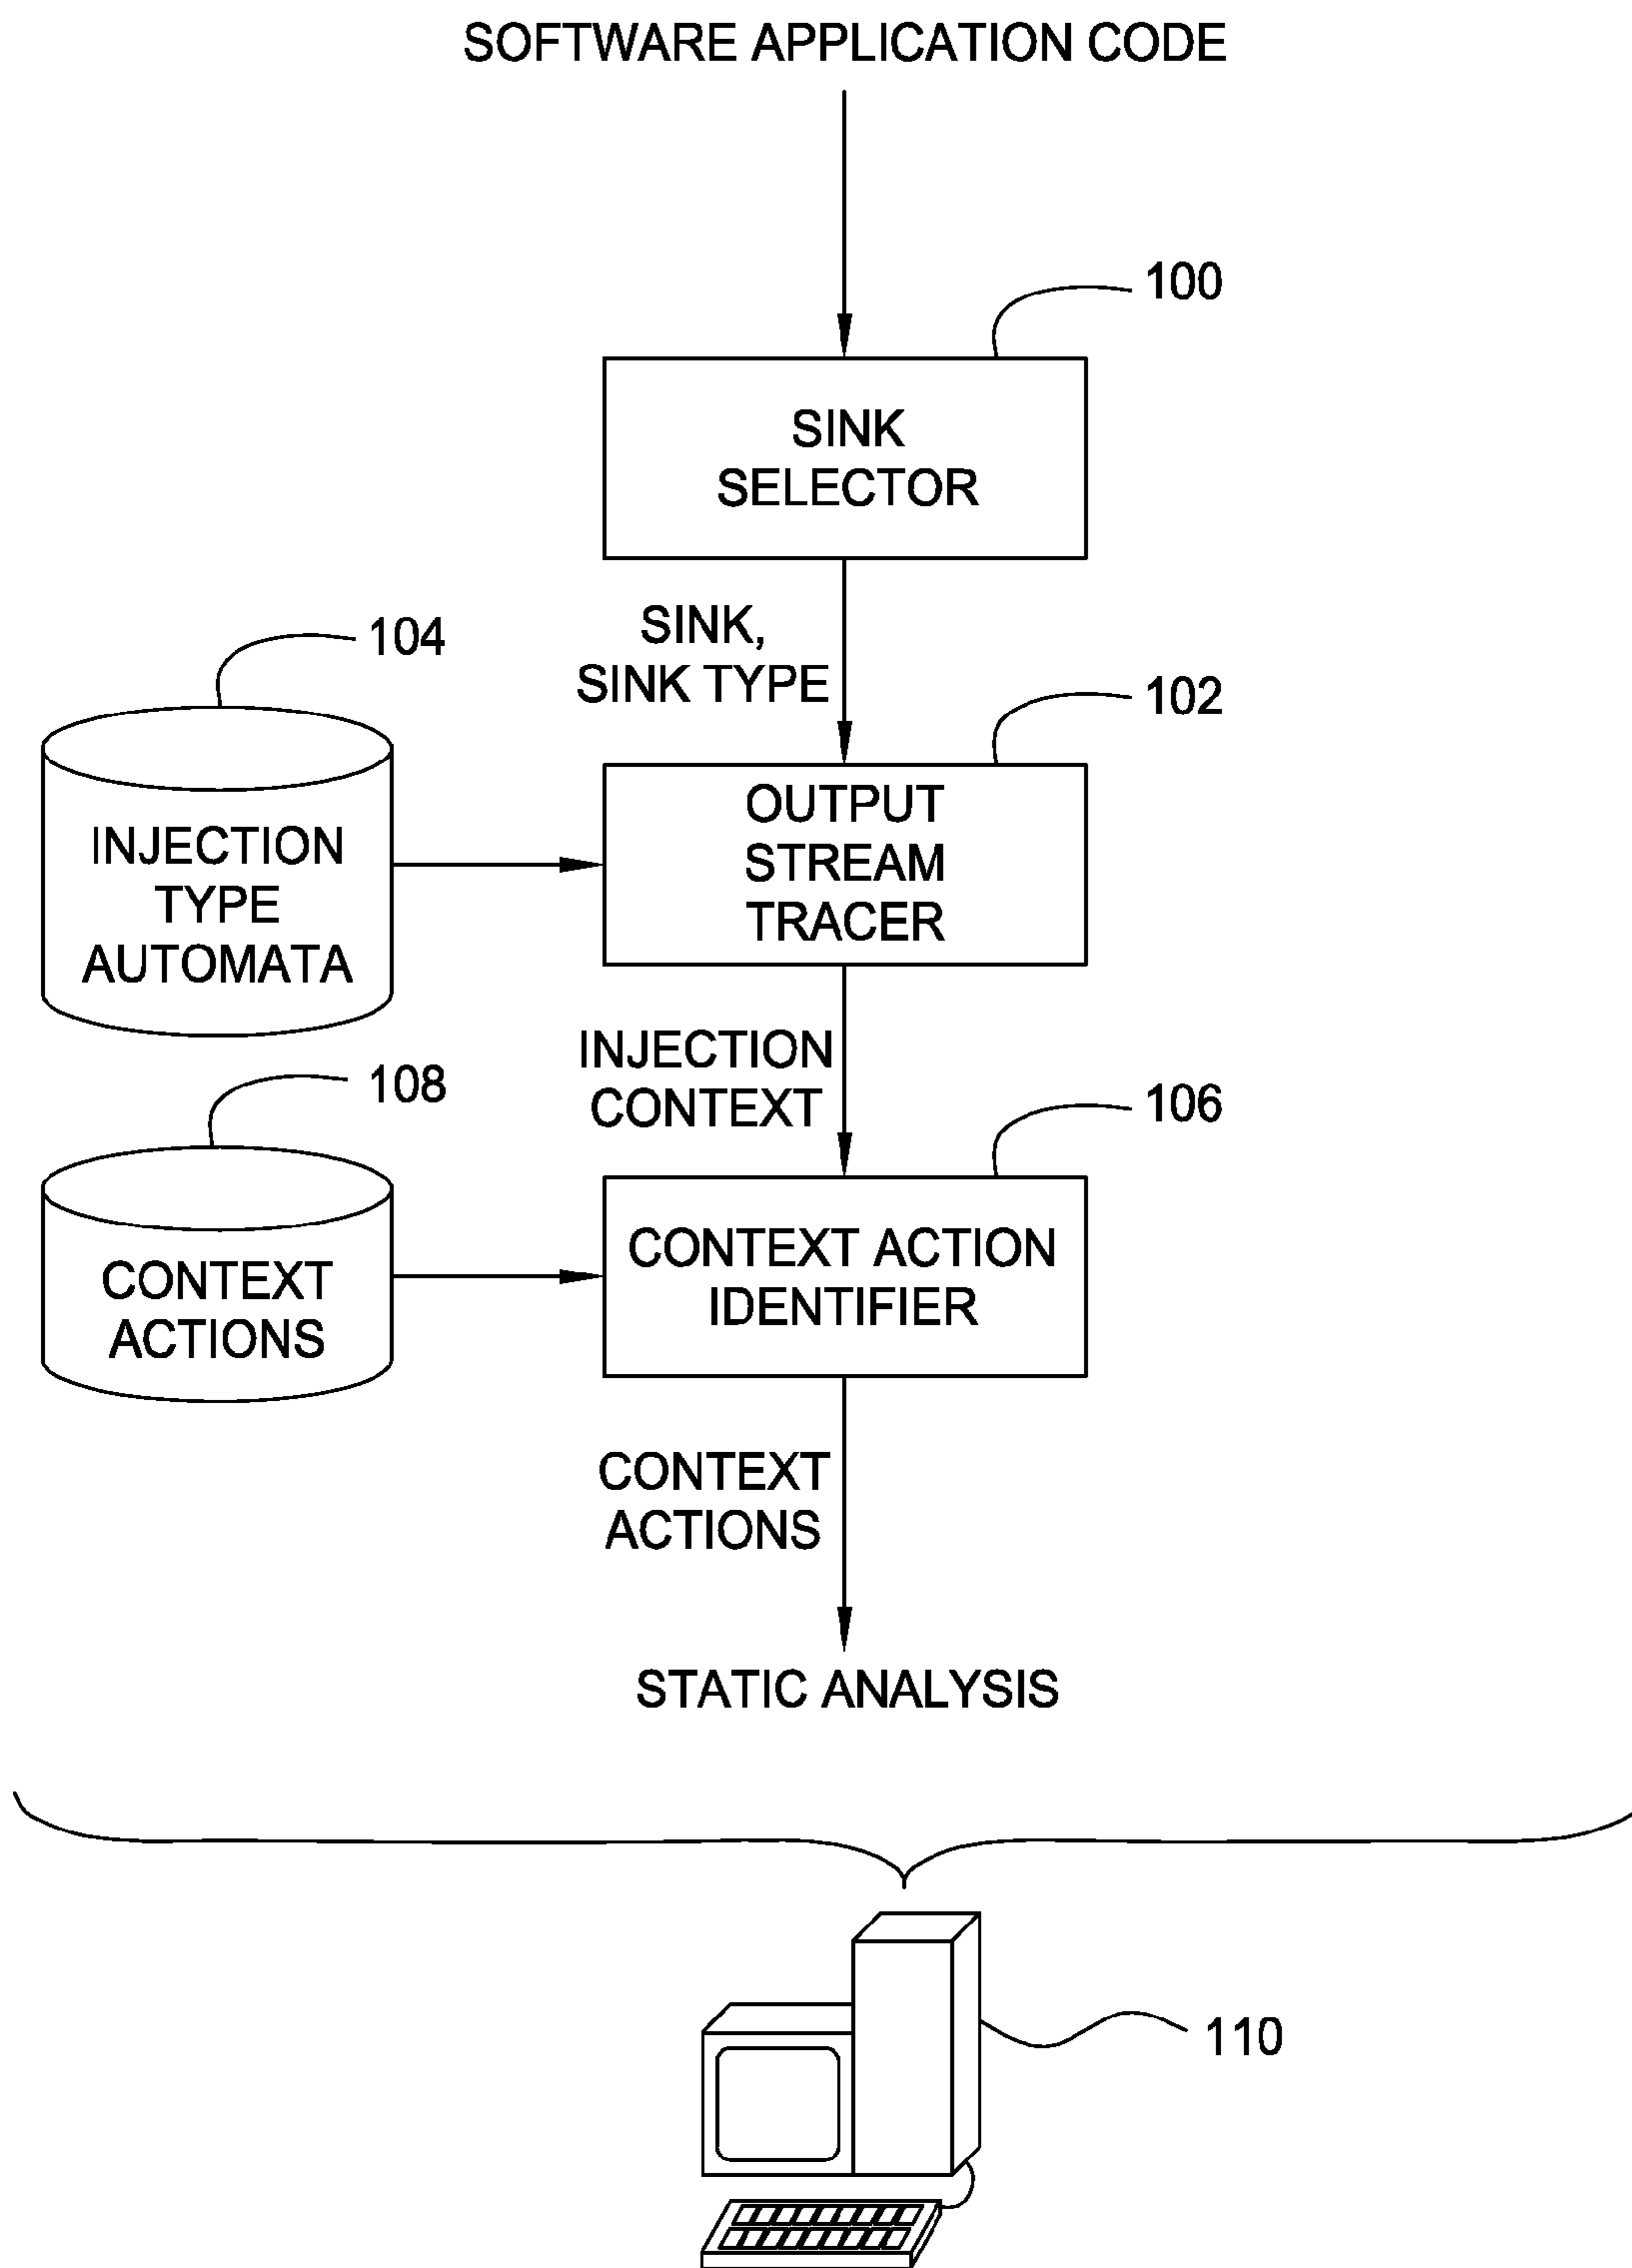 SOFTWARE APPLICATION CODE
100
SINK
SELECTOR
SINK,
SINK TYPE
104
102
INJECTION
TYPE
AUTOMATA
OUTPUT
STREAM
TRACER
INJECTION
CONTEXT
108
106
CONTEXT
ACTIONS
CONTEXT ACTION
IDENTIFIER
CONTEXT
ACTIONS
STATIC ANALYSIS
110